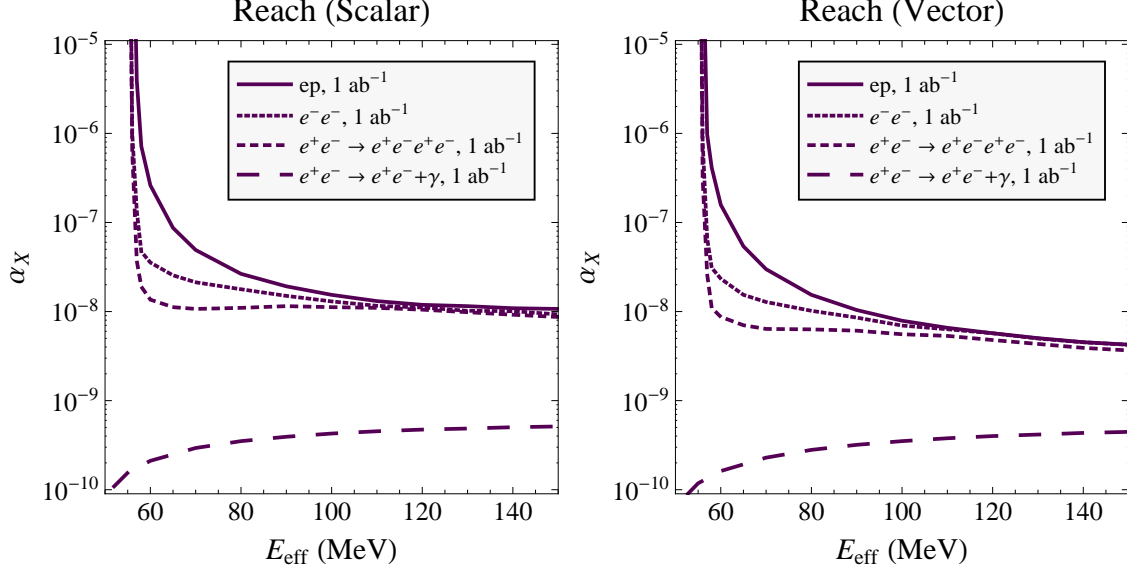 Reach (Scalar)
10⁻⁵
10⁻⁶
10⁻⁷
10⁻⁸
10⁻⁹
10⁻¹⁰
α_X
ep, 1 ab⁻¹
e⁻e⁻, 1 ab⁻¹
e⁺e⁻ → e⁺e⁻e⁺e⁻, 1 ab⁻¹
e⁺e⁻ → e⁺e⁻+γ, 1 ab⁻¹
60 80 100 120 140
E_eff (MeV)
Reach (Vector)
10⁻⁵
10⁻⁶
10⁻⁷
10⁻⁸
10⁻⁹
10⁻¹⁰
α_X
ep, 1 ab⁻¹
e⁻e⁻, 1 ab⁻¹
e⁺e⁻ → e⁺e⁻e⁺e⁻, 1 ab⁻¹
e⁺e⁻ → e⁺e⁻+γ, 1 ab⁻¹
60 80 100 120 140
E_eff (MeV)